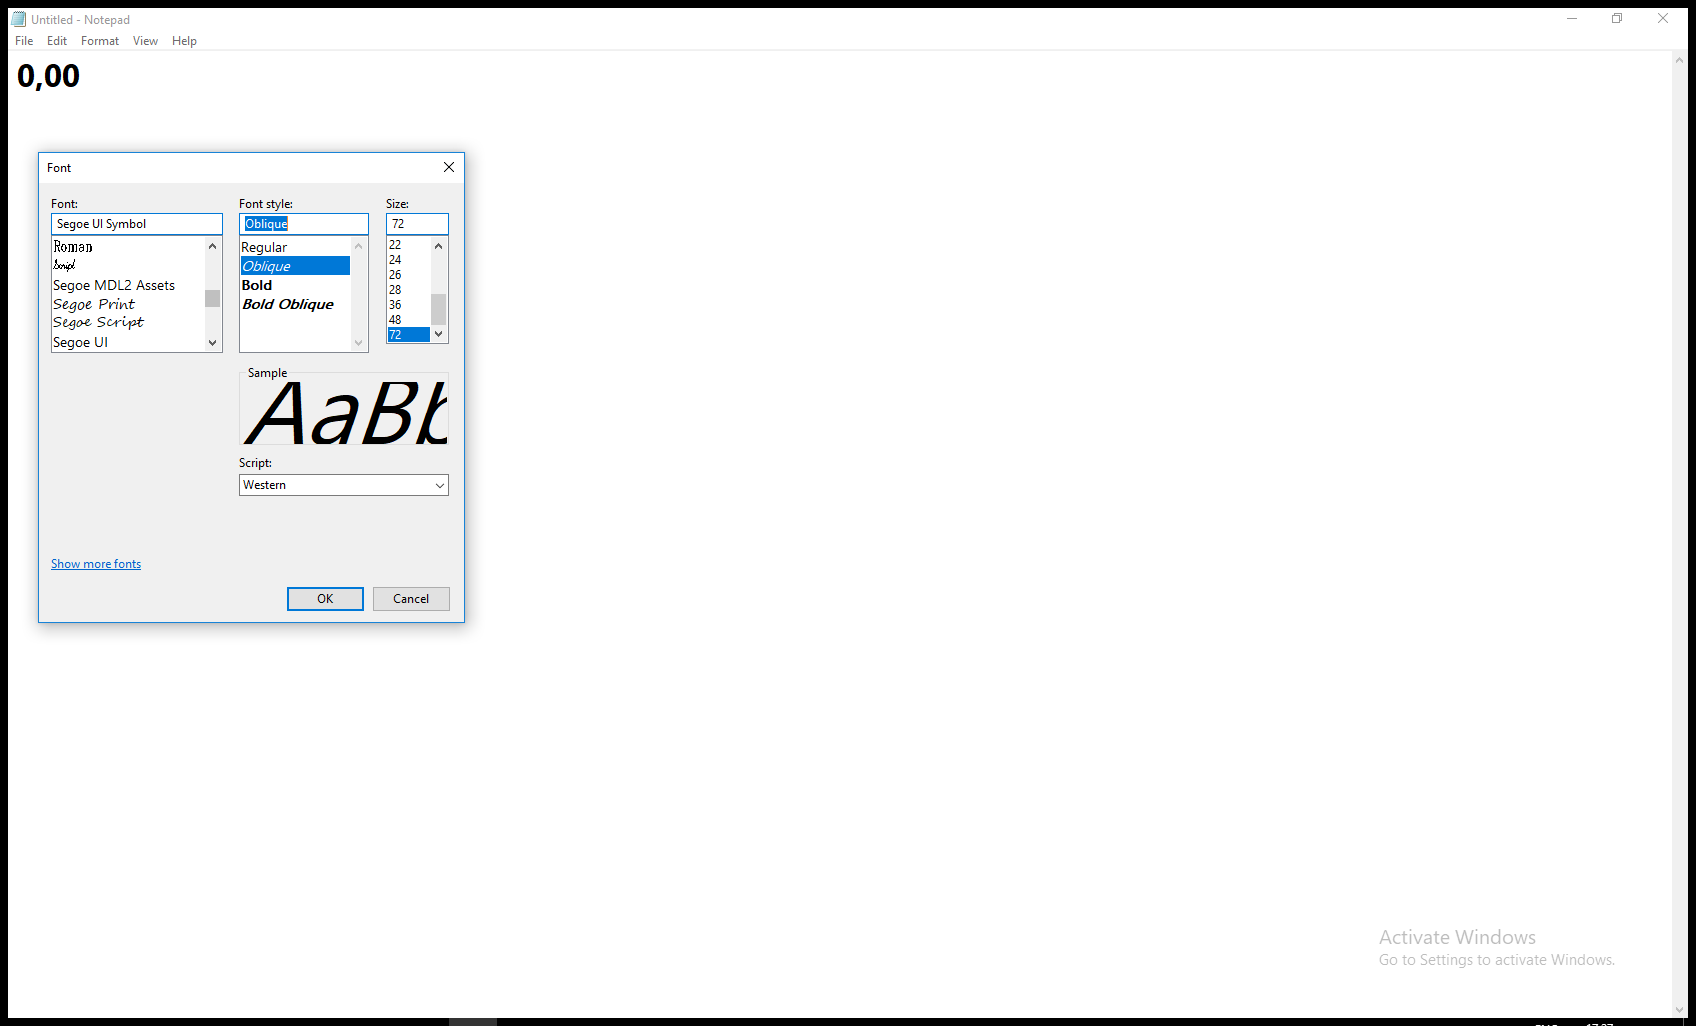 Untitled - Notepad
File Edit Format View Help
0,00
Font
Font: Font style: Size:
Segoe UI Symbol Oblique 72
Roman
Script
Segoe MDL2 Assets
Segoe Print
Segoe Script
Segoe UI
Regular
Oblique
Bold
Bold Oblique
22
24
26
28
36
48
72
Sample
AaBb
Script:
Western
Show more fonts
OK Cancel
Activate Windows
Go to Settings to activate Windows.